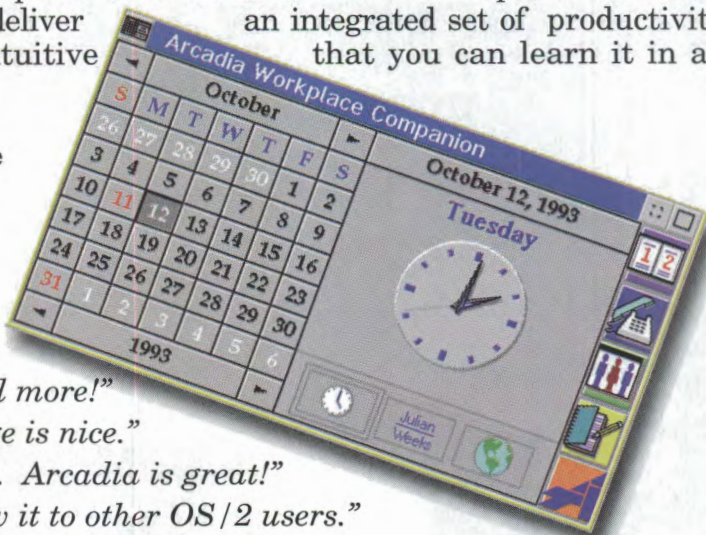 deliver an integrated set of productivit
tuitive that you can learn it in a
e
Arcadia Workplace Companion
October
S M T W T F S
26 27 28 29 30 1 2
3 4 5 6 7 8 9
10 11 12 13 14 15 16
17 18 19 20 21 22 23
24 25 26 27 28 29 30
31 1 2 3 4 5 6
1993
October 12, 1993
Tuesday
1 2
Julian
Weeks
more!”
e is nice.”
. Arcadia is great!”
it to other OS/2 users.”